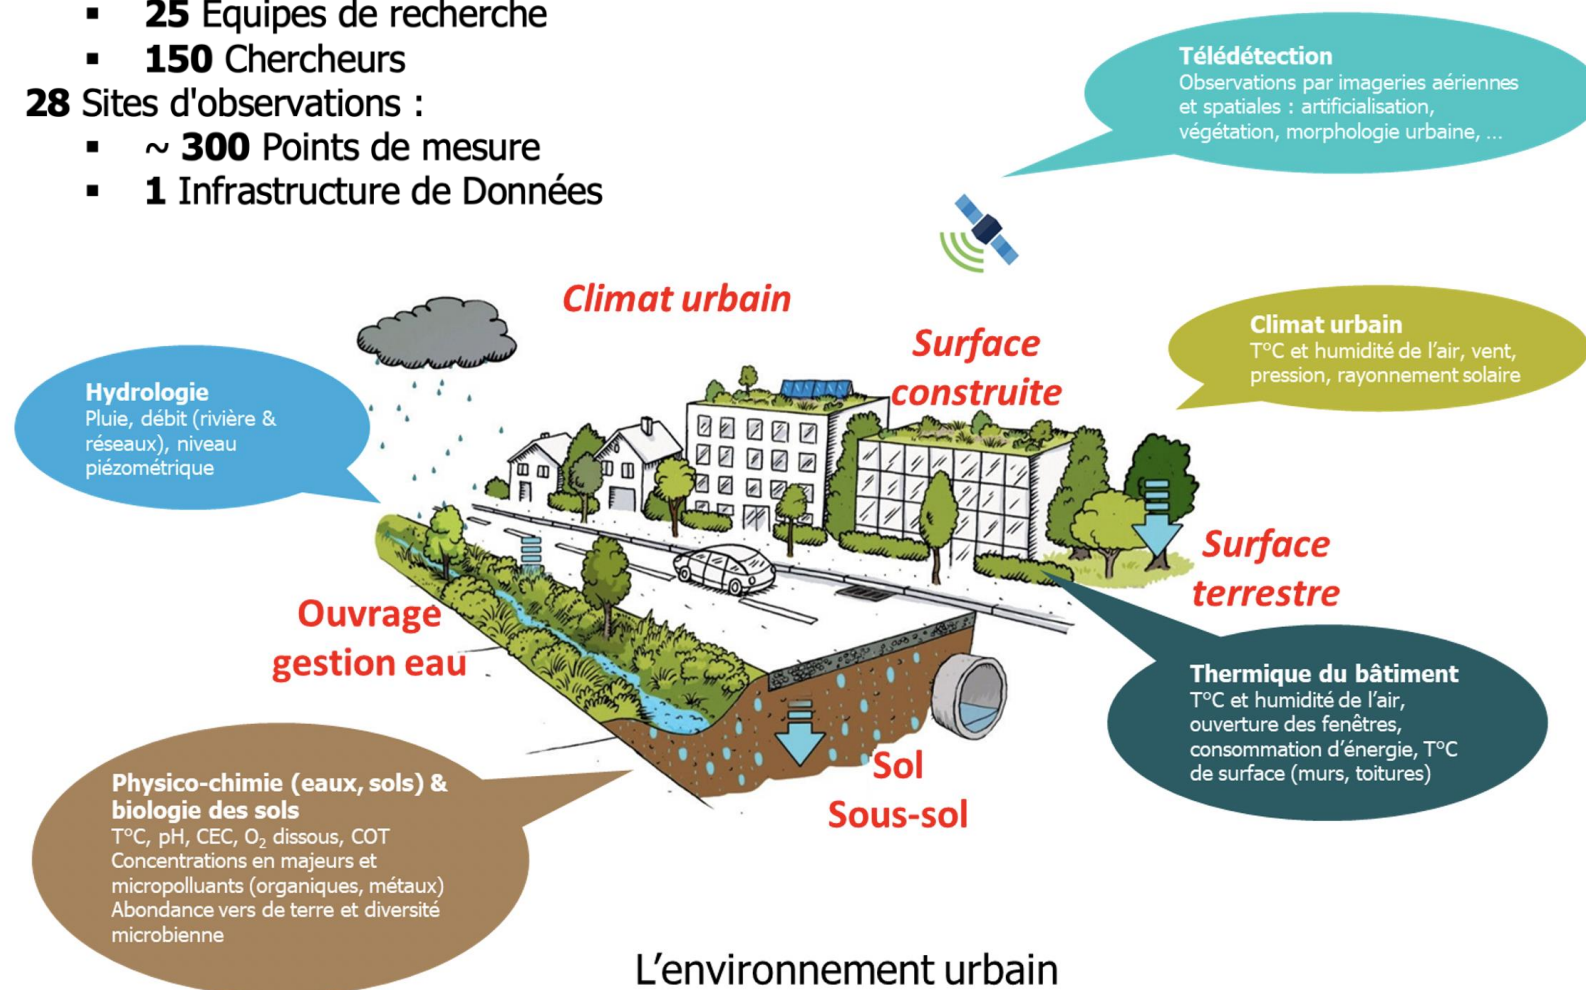 ▪ 25 Equipes de recherche
▪ 150 Chercheurs
28 Sites d'observations :
▪ ~ 300 Points de mesure
▪ 1 Infrastructure de Données
Télédétection
Observations par imageries aériennes
et spatiales : artificialisation,
végétation, morphologie urbaine, ...
Climat urbain
Surface
construite
Climat urbain
T°C et humidité de l'air, vent,
pression, rayonnement solaire
Hydrologie
Pluie, débit (rivière &
réseaux), niveau
piézométrique
Surface
terrestre
Ouvrage
gestion eau
Thermique du bâtiment
T°C et humidité de l'air,
ouverture des fenêtres,
consommation d'énergie, T°C
de surface (murs, toitures)
Sol
Sous-sol
Physico-chimie (eaux, sols) &
biologie des sols
T°C, pH, CEC, O₂ dissous, COT
Concentrations en majeurs et
micropolluants (organiques, métaux)
Abondance vers de terre et diversité
microbienne
L'environnement urbain